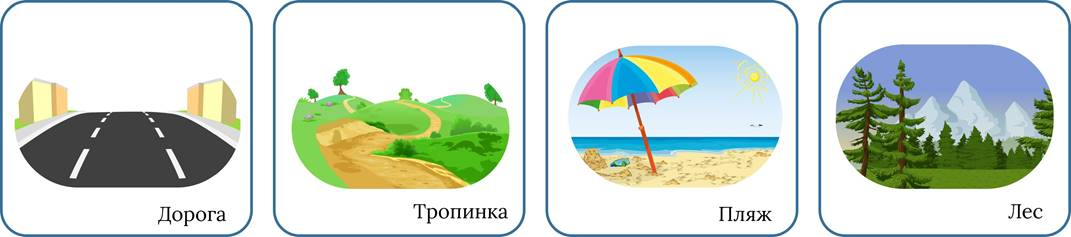 Дорога
Тропинка
Пляж
Лес